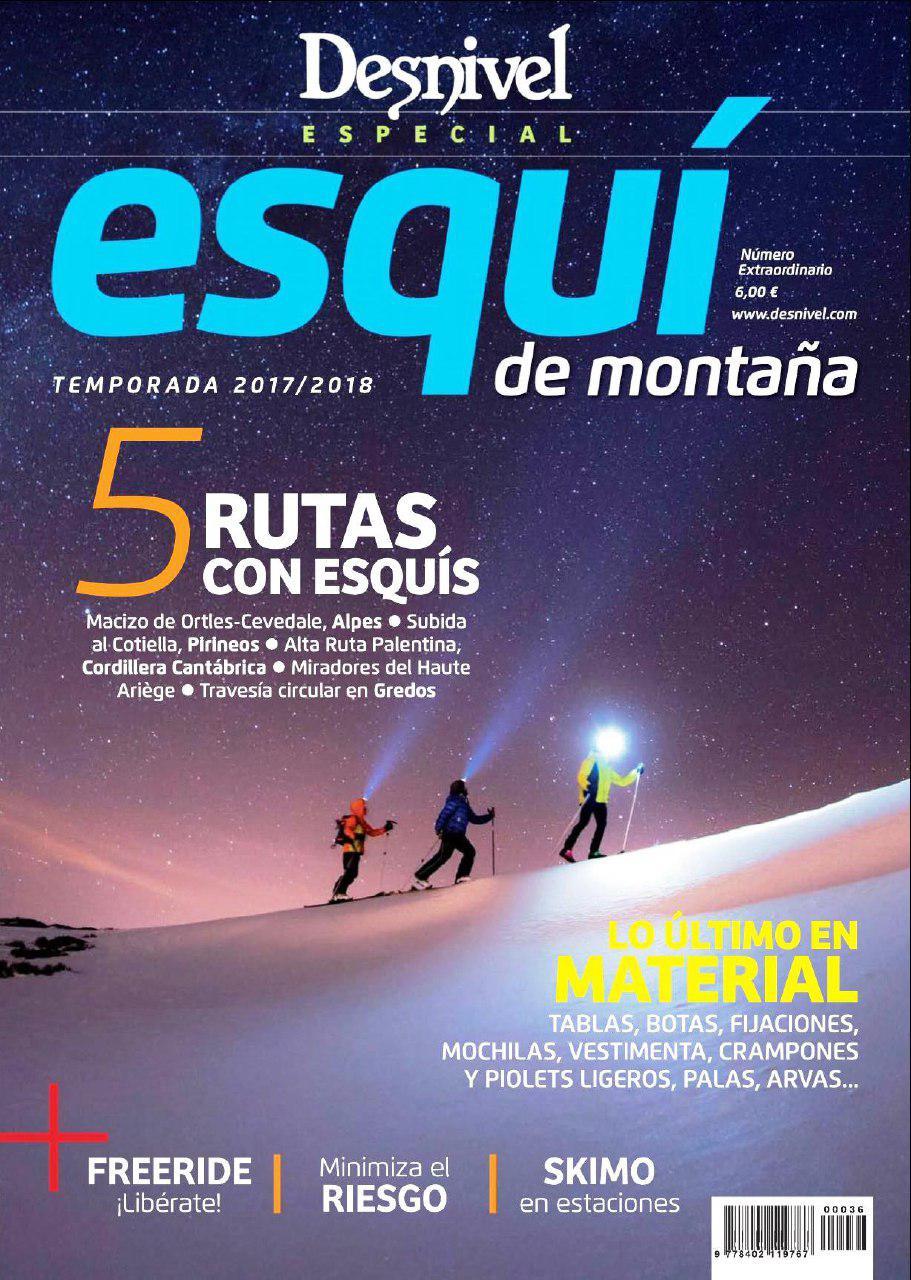 Desnivel
ESPECIAL
esquí
de montaña
Número
Extraordinario
6,00 €
www.desnivel.com
TEMPORADA 2017/2018
5 RUTAS
CON ESQUÍS
Macizo de Ortles-Cevedale, Alpes ● Subida
al Cotiella, Pirineos ● Alta Ruta Palentina,
Cordillera Cantábrica ● Miradores del Haute
Ariège ● Travesía circular en Gredos
LO ÚLTIMO EN
MATERIAL
TABLAS, BOTAS, FIJACIONES,
MOCHILAS, VESTIMENTA, CRAMPONES
Y PIOLETS LIGEROS, PALAS, ARVAS...
+
FREERIDE
¡Libérate!
Minimiza el
RIESGO
SKIMO
en estaciones
00036
9 778402 119767